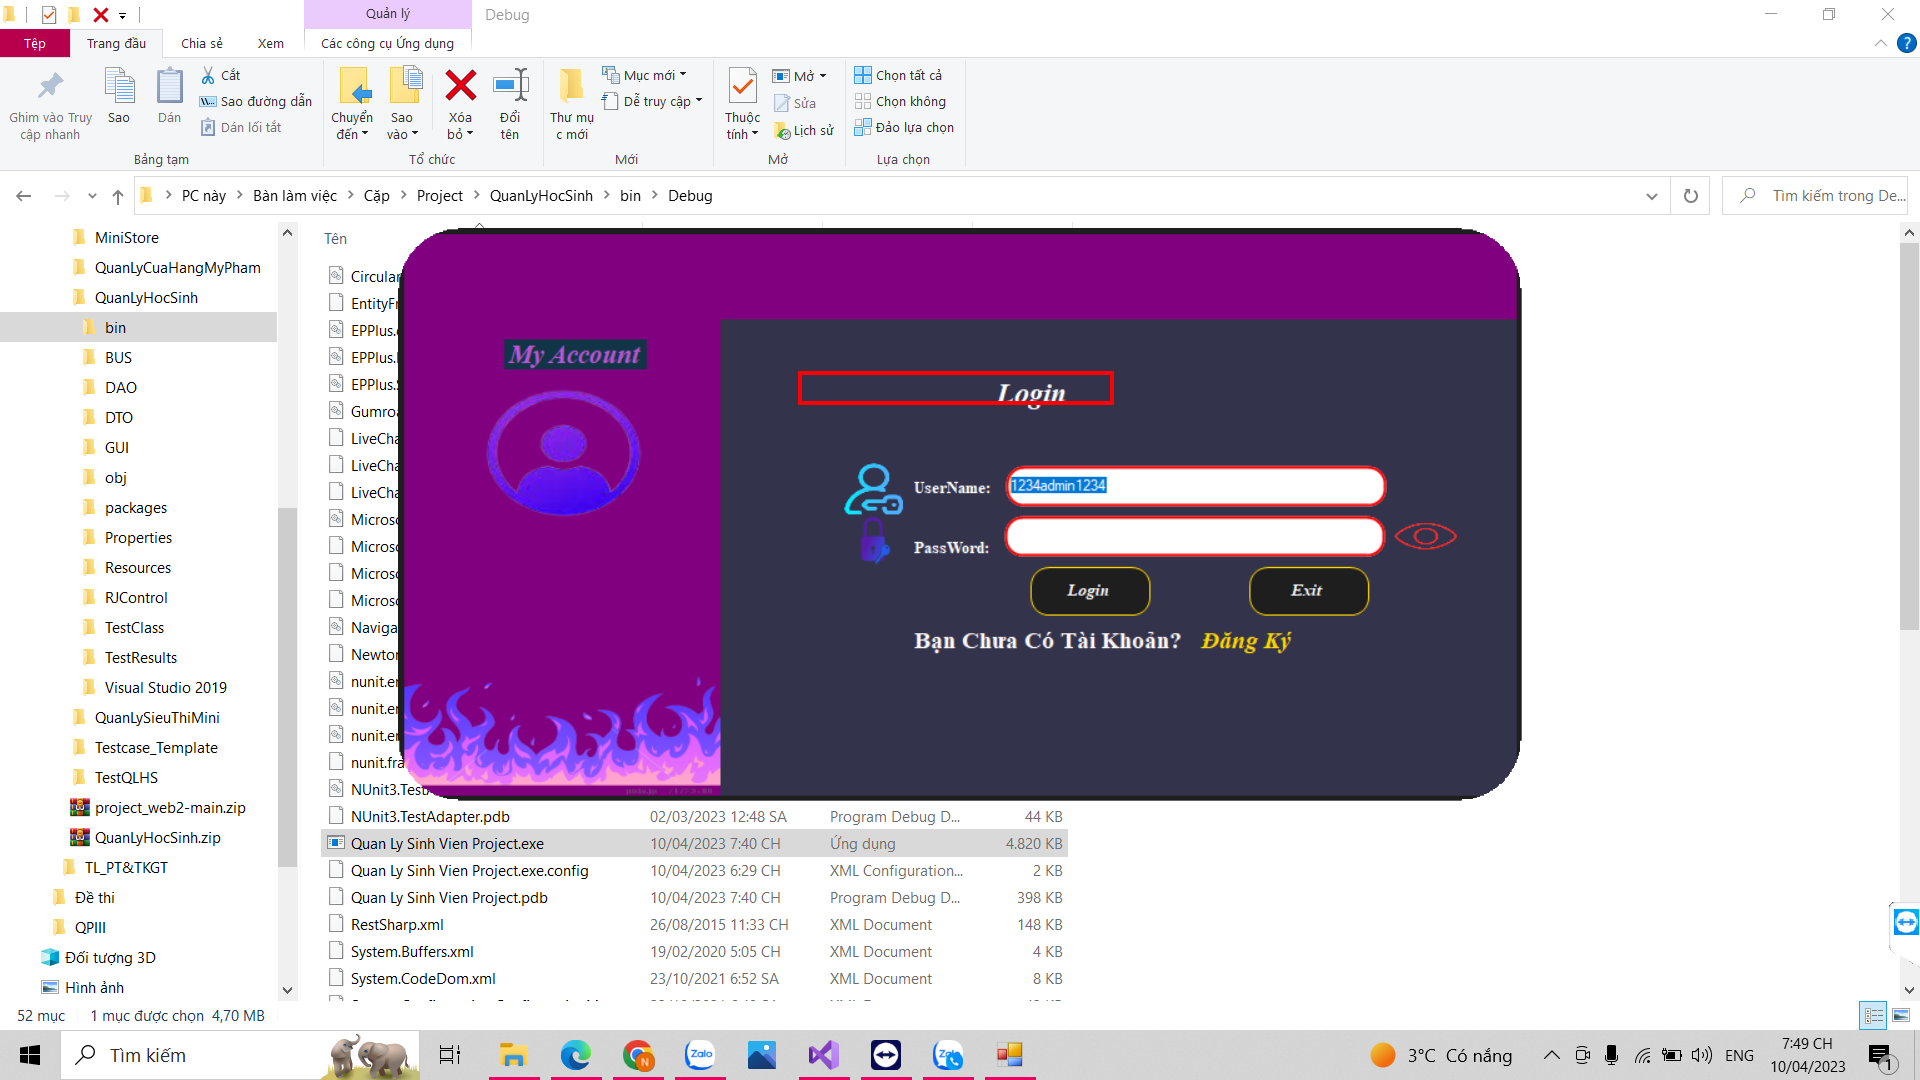 Quản lý
Debug
Tệp
Trang đầu
Chia sẻ
Xem
Các công cụ Ứng dụng
Ghim vào Truy
cập nhanh
Sao
Dán
Cắt
Sao đường dẫn
Dán lối tắt
Bảng tạm
Chuyển
đến
Sao
vào
Xóa
bỏ
Đổi
tên
Tổ chức
Thư mụ
c mới
Mục mới
Dễ truy cập
Mới
Thuộc
tính
Mở
Sửa
Lịch sử
Mở
Chọn tất cả
Chọn không
Đảo lựa chọn
Lựa chọn
PC này
Bàn làm việc
Cặp
Project
QuanLyHocSinh
bin
Debug
Tìm kiếm trong De...
MiniStore
QuanLyCuaHangMyPham
QuanLyHocSinh
bin
BUS
DAO
DTO
GUI
obj
packages
Properties
Resources
RJControl
TestClass
TestResults
Visual Studio 2019
QuanLySieuThiMini
Testcase_Template
TestQLHS
project_web2-main.zip
QuanLyHocSinh.zip
TL_PT&TKGT
Đề thi
QPIII
Đối tượng 3D
Hình ảnh
Tên
Circular
EntityFr
EPPlus.
EPPlus.
EPPlus.
Gumroa
LiveCha
LiveCha
LiveCha
Microso
Microso
Microso
Microso
Naviga
Newton
nunit.en
nunit.en
nunit.en
nunit.fra
NUnit3.Test
NUnit3.TestAdapter.pdb 02/03/2023 12:48 SA Program Debug D... 44 KB
Quan Ly Sinh Vien Project.exe 10/04/2023 7:40 CH Ứng dụng 4.820 KB
Quan Ly Sinh Vien Project.exe.config 10/04/2023 6:29 CH XML Configuration... 2 KB
Quan Ly Sinh Vien Project.pdb 10/04/2023 7:40 CH Program Debug D... 398 KB
RestSharp.xml 26/08/2015 11:33 CH XML Document 148 KB
System.Buffers.xml 19/02/2020 5:05 CH XML Document 4 KB
System.CodeDom.xml 23/10/2021 6:52 SA XML Document 8 KB
My Account
Login
UserName: 1234admin1234
PassWord:
Login
Exit
Bạn Chưa Có Tài Khoản? Đăng Ký
52 mục
1 mục được chọn 4,70 MB
Tìm kiếm
Zalo
Zalo
3°C Có nắng
ENG
7:49 CH
10/04/2023
1